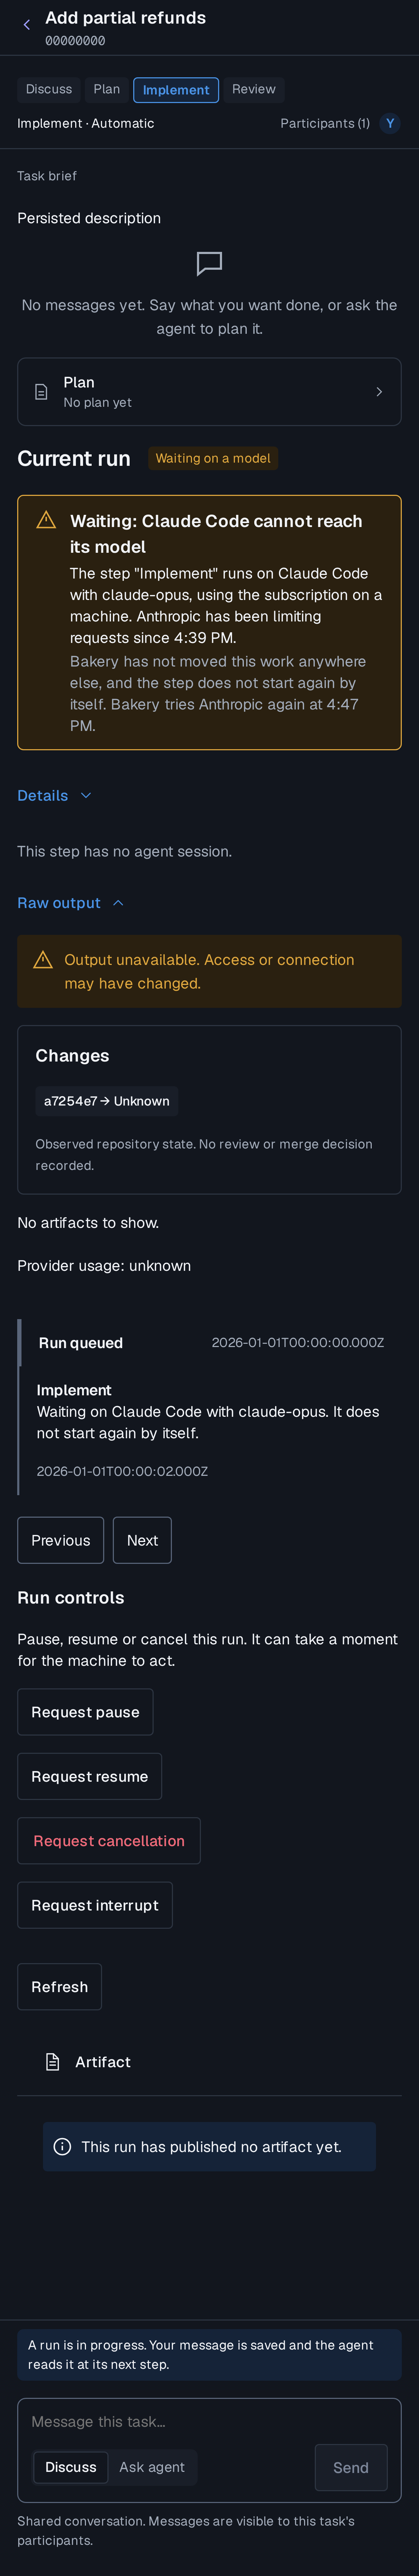 Add partial refunds
00000000
Discuss Plan Implement Review
Implement · Automatic Participants (1) Y
Task brief
Persisted description
No messages yet. Say what you want done, or ask the
agent to plan it.
Plan
No plan yet
Current run Waiting on a model
Waiting: Claude Code cannot reach
its model
The step "Implement" runs on Claude Code
with claude-opus, using the subscription on a
machine. Anthropic has been limiting
requests since 4:39 PM.
Bakery has not moved this work anywhere
else, and the step does not start again by
itself. Bakery tries Anthropic again at 4:47
PM.
Details
This step has no agent session.
Raw output
Output unavailable. Access or connection
may have changed.
Changes
a7254e7 → Unknown
Observed repository state. No review or merge decision
recorded.
No artifacts to show.
Provider usage: unknown
Run queued 2026-01-01T00:00:00.000Z
Implement
Waiting on Claude Code with claude-opus. It does
not start again by itself.
2026-01-01T00:00:02.000Z
Previous Next
Run controls
Pause, resume or cancel this run. It can take a moment
for the machine to act.
Request pause
Request resume
Request cancellation
Request interrupt
Refresh
Artifact
This run has published no artifact yet.
A run is in progress. Your message is saved and the agent
reads it at its next step.
Message this task...
Discuss Ask agent Send
Shared conversation. Messages are visible to this task's
participants.